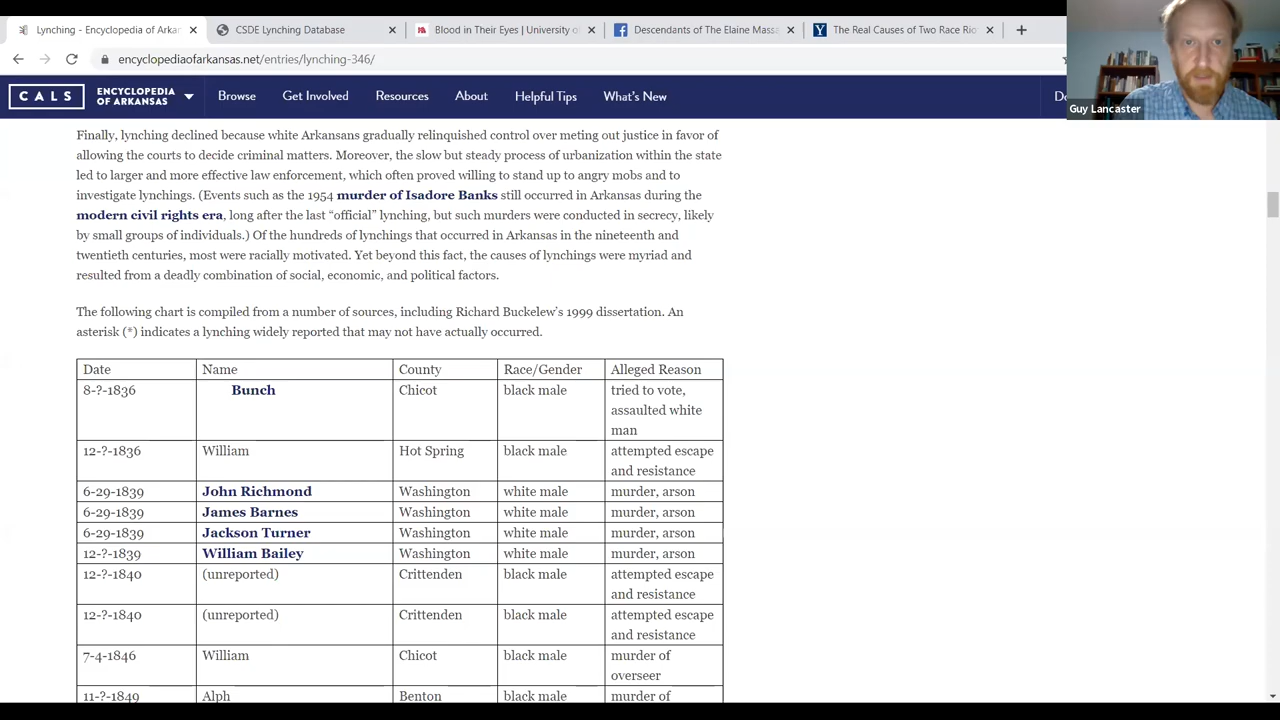 Lynching - Encyclopedia of Arkan
CSDE Lynching Database
Blood in Their Eyes | University of
Descendants of The Elaine Massa
The Real Causes of Two Race Rio
encyclopediaofarkansas.net/entries/lynching-346/
Guy Lancaster
CALS
ENCYCLOPEDIA
OF ARKANSAS
Browse
Get Involved
Resources
About
Helpful Tips
What's New
Finally, lynching declined because white Arkansans gradually relinquished control over meting out justice in favor of
allowing the courts to decide criminal matters. Moreover, the slow but steady process of urbanization within the state
led to larger and more effective law enforcement, which often proved willing to stand up to angry mobs and to
investigate lynchings. (Events such as the 1954 murder of Isadore Banks still occurred in Arkansas during the
modern civil rights era, long after the last “official” lynching, but such murders were conducted in secrecy, likely
by small groups of individuals.) Of the hundreds of lynchings that occurred in Arkansas in the nineteenth and
twentieth centuries, most were racially motivated. Yet beyond this fact, the causes of lynchings were myriad and
resulted from a deadly combination of social, economic, and political factors.
The following chart is compiled from a number of sources, including Richard Buckelew’s 1999 dissertation. An
asterisk (*) indicates a lynching widely reported that may not have actually occurred.
Date Name County Race/Gender Alleged Reason
8-?-1836 Bunch Chicot black male tried to vote,
assaulted white
man
12-?-1836 William Hot Spring black male attempted escape
and resistance
6-29-1839 John Richmond Washington white male murder, arson
6-29-1839 James Barnes Washington white male murder, arson
6-29-1839 Jackson Turner Washington white male murder, arson
12-?-1839 William Bailey Washington white male murder, arson
12-?-1840 (unreported) Crittenden black male attempted escape
and resistance
12-?-1840 (unreported) Crittenden black male attempted escape
and resistance
7-4-1846 William Chicot black male murder of
overseer
11-?-1849 Alph Benton black male murder of